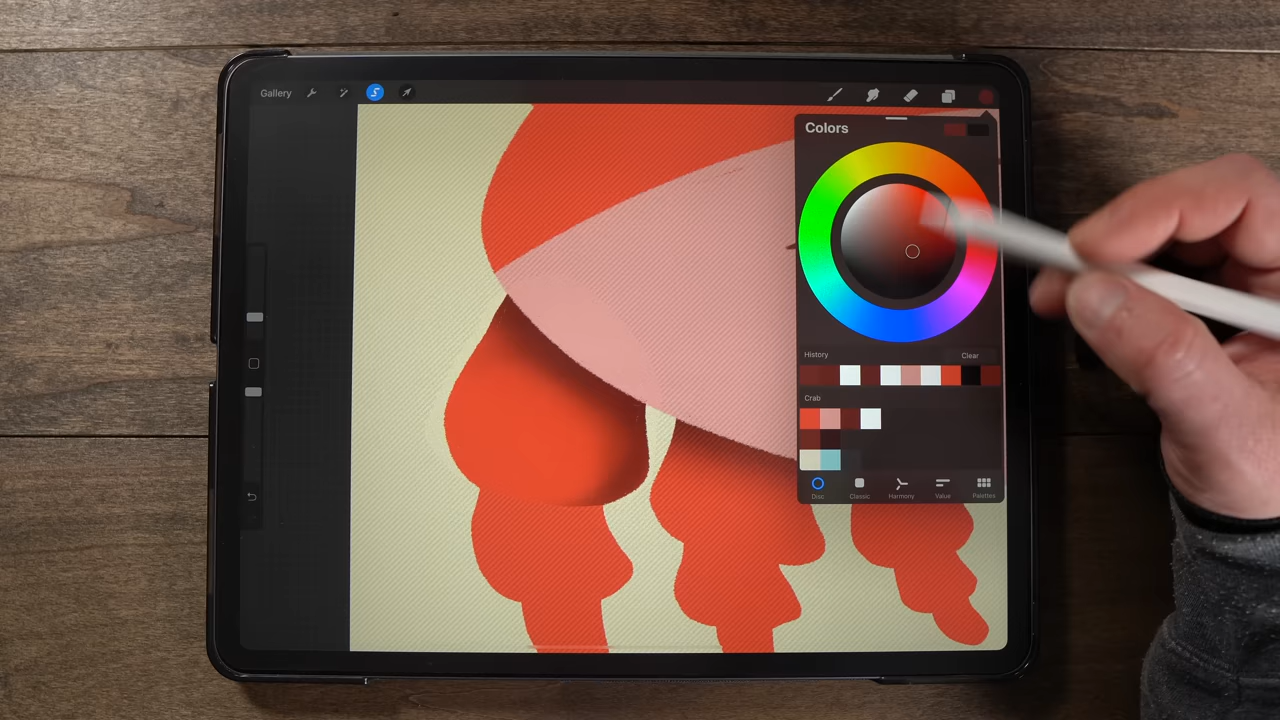 Gallery
Colors
History
Clear
Crab
Disc
Classic
Harmony
Value
Palettes